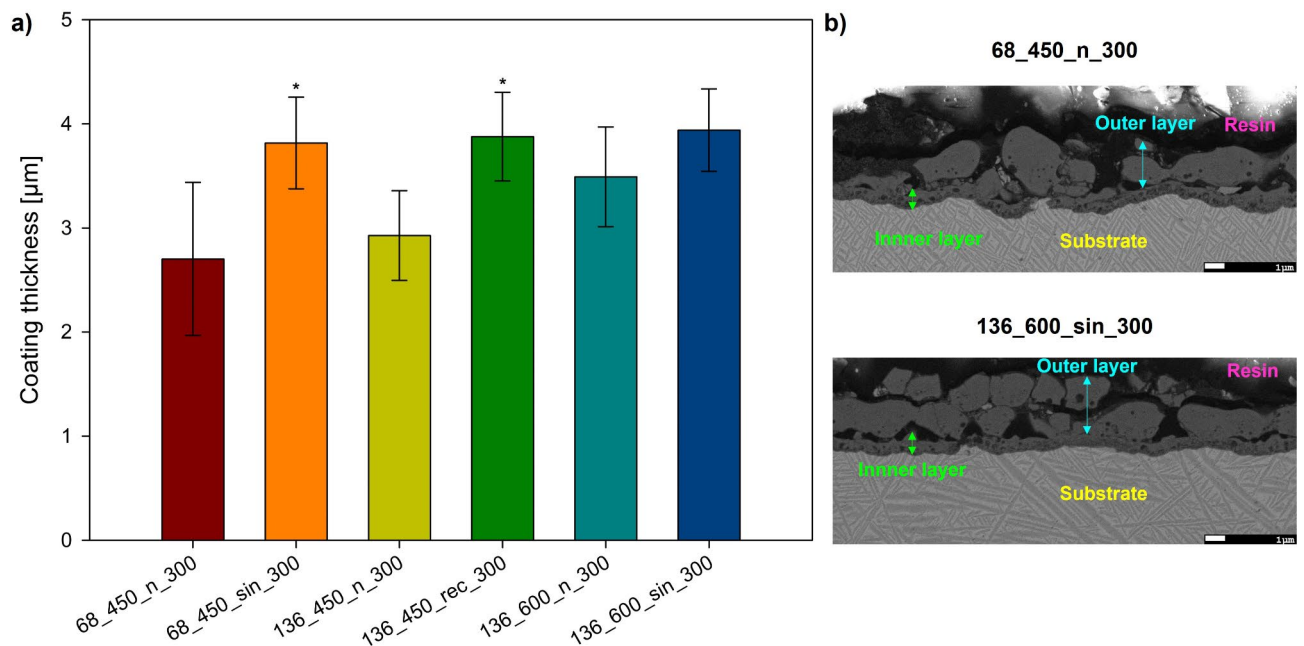 a)
Coating thickness [µm]
5
4
3
2
1
0
*
*
68_450_n_300
68_450_sin_300
136_450_n_300
136_450_rec_300
136_600_n_300
136_600_sin_300
b)
68_450_n_300
Outer layer
Resin
Innner layer
Substrate
1µm
136_600_sin_300
Outer layer
Resin
Innner layer
Substrate
1µm